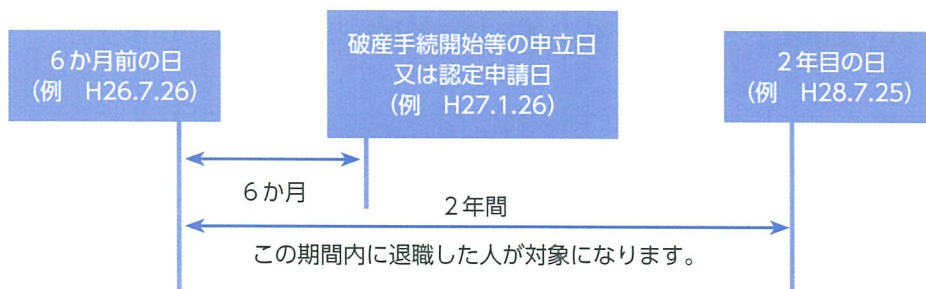 6か月前の日
(例　H26.7.26)
破産手続開始等の申立日
又は認定申請日
(例　H27.1.26)
2年目の日
(例　H28.7.25)
6か月
2年間
この期間内に退職した人が対象になります。